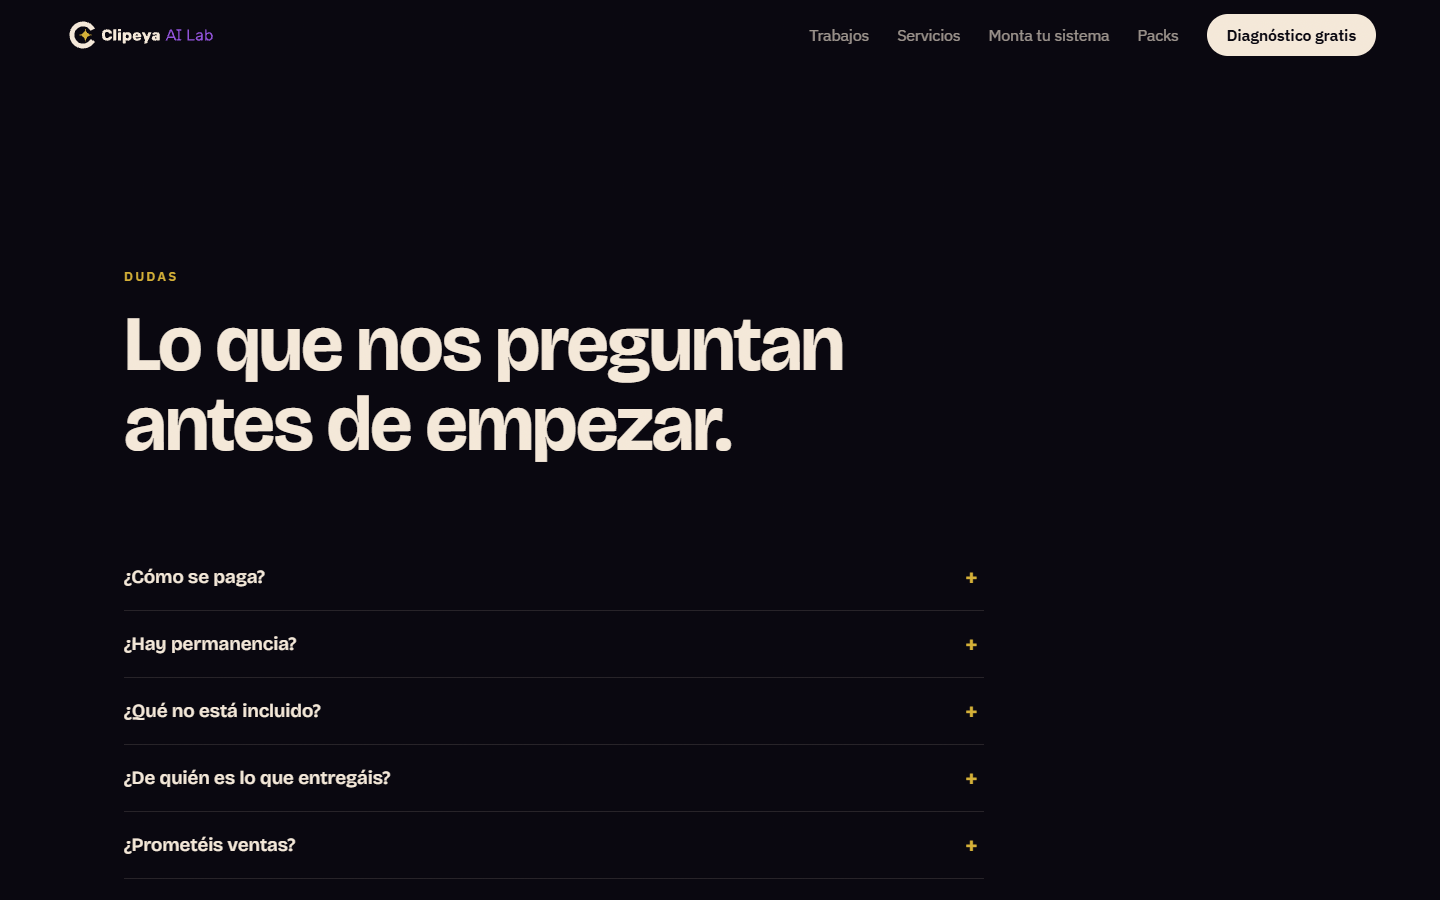 Clipeya AI Lab
Trabajos
Servicios
Monta tu sistema
Packs
Diagnóstico gratis
DUDAS
Lo que nos preguntan
antes de empezar.
¿Cómo se paga?
+
¿Hay permanencia?
+
¿Qué no está incluido?
+
¿De quién es lo que entregáis?
+
¿Prometéis ventas?
+